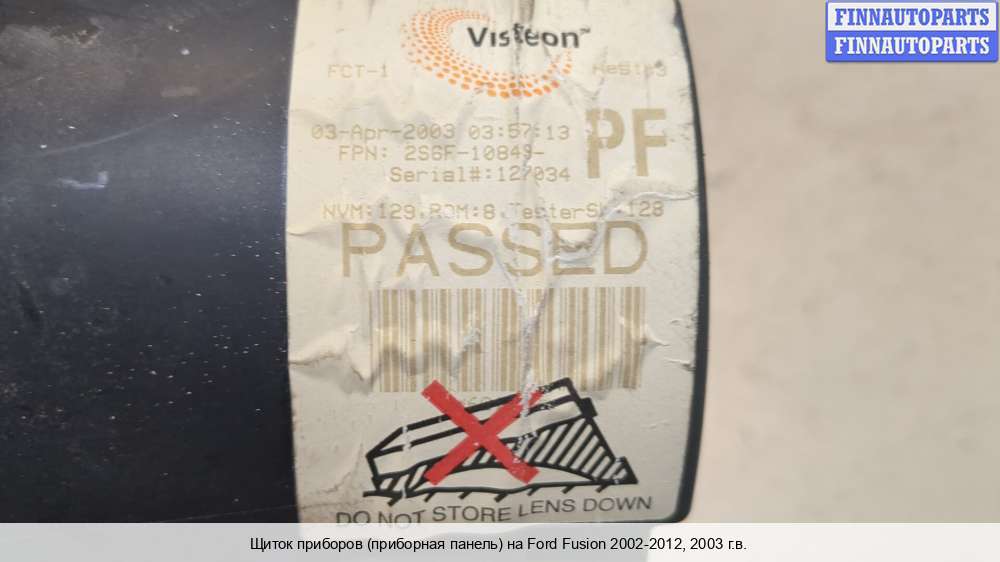 FINNAUTOPARTS
FINNAUTOPARTS
Visteon™
FCT-1
03-Apr-2003 03:57:13
PF
FPN: 2S6F-10849-
Serial#:127034
NVM:129,ROM:8,TesterSW:128
PASSED
DO NOT STORE LENS DOWN
Щиток приборов (приборная панель) на Ford Fusion 2002-2012, 2003 г.в.